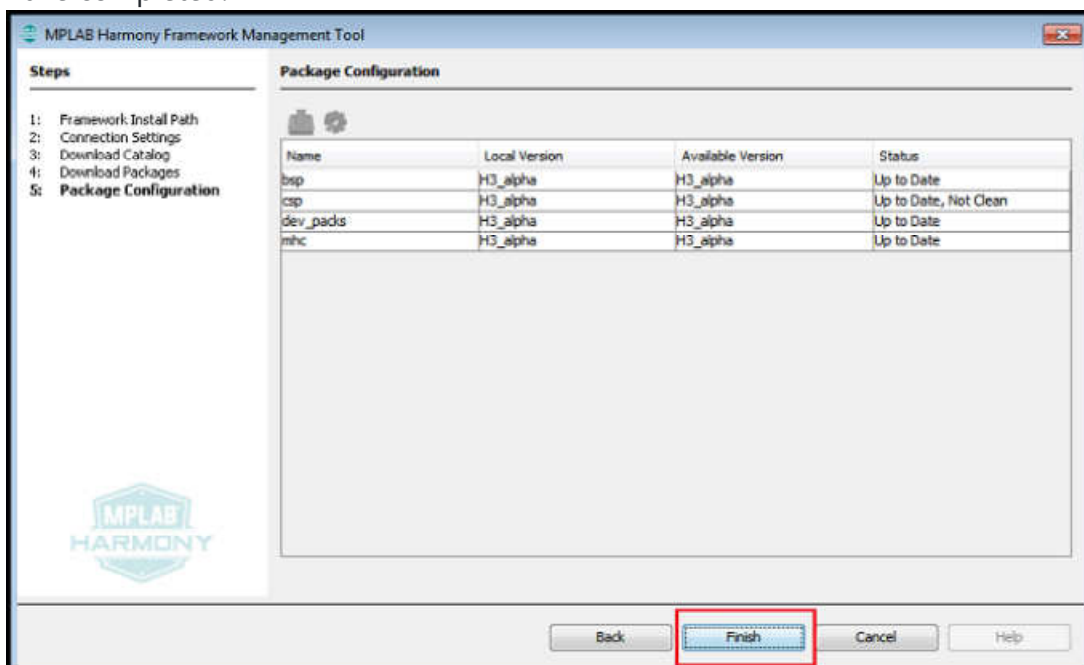 MPLAB Harmony Framework Management Tool
Steps
1: Framework Install Path
2: Connection Settings
3: Download Catalog
4: Download Packages
5: Package Configuration
Package Configuration
Name Local Version Available Version Status
bsp H3_alpha H3_alpha Up to Date
csp H3_alpha H3_alpha Up to Date, Not Clean
dev_packs H3_alpha H3_alpha Up to Date
mhc H3_alpha H3_alpha Up to Date
MPLAB
HARMONY
Back Finish Cancel Help